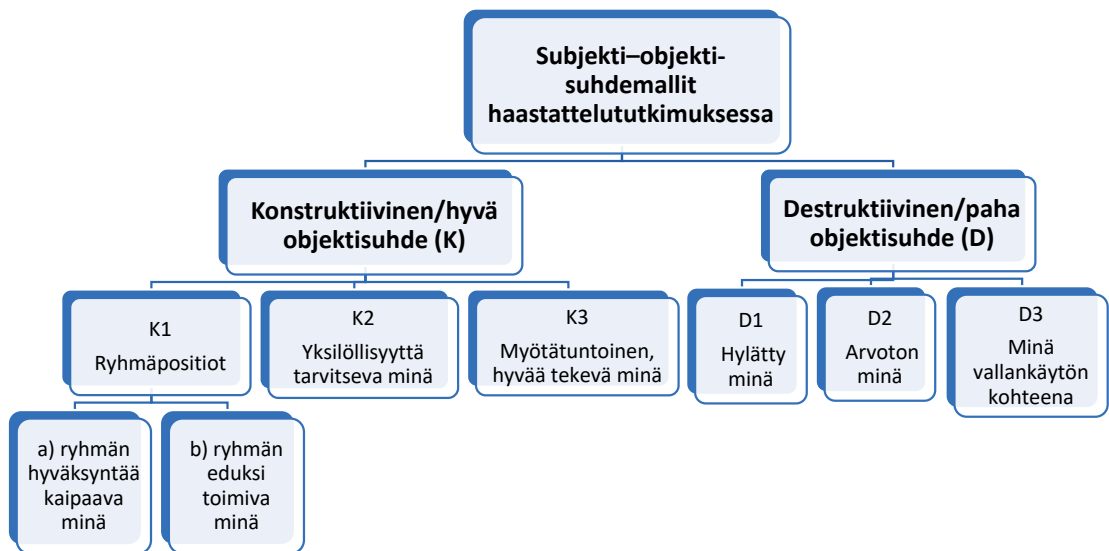 Subjekti–objekti-
suhdemallit
haastattelututkimuksessa
Konstruktiivinen/hyvä
objektisuhde (K)
Destruktiivinen/paha
objektisuhde (D)
K1
Ryhmäpositiot
K2
Yksilöllisyyttä
tarvitseva minä
K3
Myötätuntoinen,
hyvää tekevä minä
D1
Hylätty
minä
D2
Arvoton
minä
D3
Minä
vallankäytön
kohteena
a) ryhmän
hyväksyntää
kaipaava
minä
b) ryhmän
eduksi
toimiva
minä